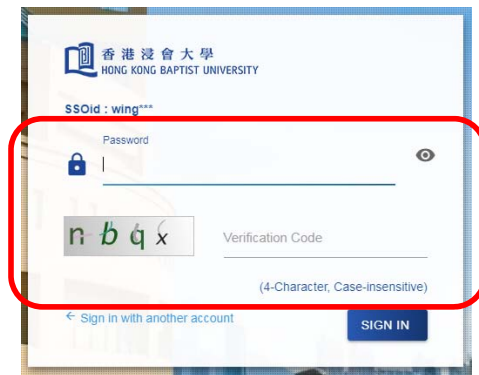 香港浸會大學
HONG KONG BAPTIST UNIVERSITY
SSOid : wing***
Password
n b q x
Verification Code
(4-Character, Case-insensitive)
← Sign in with another account
SIGN IN